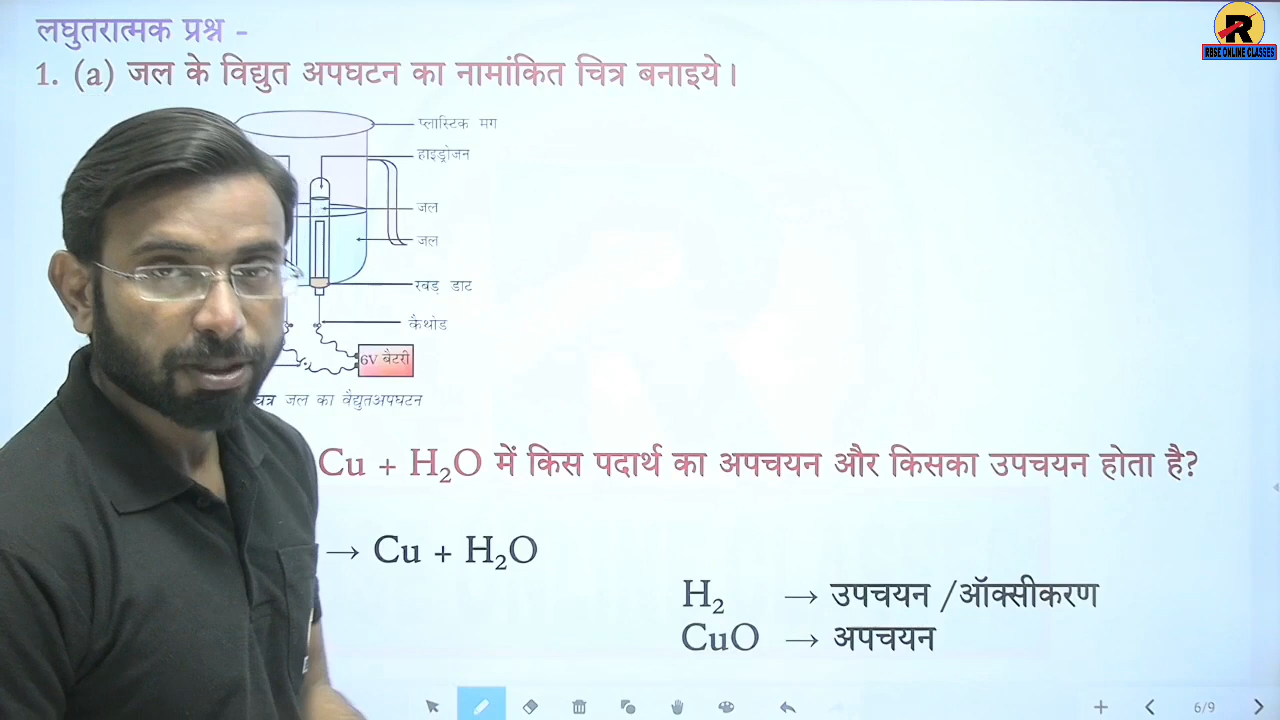 लघुतरात्मक प्रश्न -
RBSE ONLINE CLASSES
1. (a) जल के विद्युत अपघटन का नामांकित चित्र बनाइये।
प्लास्टिक मग
हाइड्रोजन
जल
जल
रबड़ डाट
कैथोड
6V बैटरी
जल का वैद्युतअपघटन
Cu + H₂O में किस पदार्थ का अपचयन और किसका उपचयन होता है?
→ Cu + H₂O
H₂ → उपचयन /ऑक्सीकरण
CuO → अपचयन
6/9